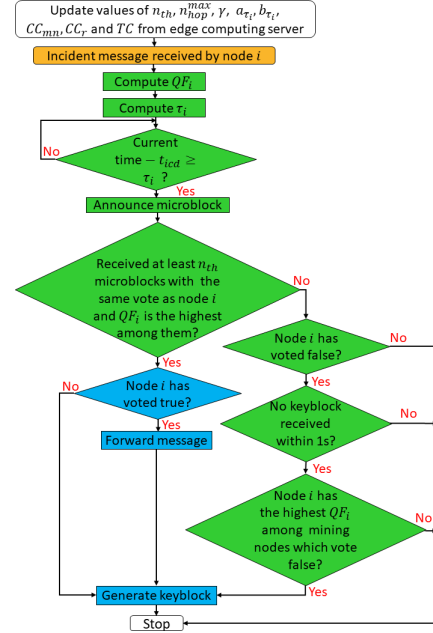 Update values of n_th, n_hop^max, γ, a_τi, b_τi,
CC_mn, CC_r and TC from edge computing server
Incident message received by node i
Compute QF_i
Compute τ_i
Current
No
time − t_icd ≥
τ_i ?
Yes
Announce microblock
Received at least n_th
No
microblocks with the
same vote as node i
and QF_i is the highest
among them?
Node i has
No
voted false?
Yes
Yes
No
Node i has
voted true?
No keyblock
No
received
within 1s?
Yes
Forward message
Yes
Node i has
the highest QF_i
No
among mining
nodes which vote
false?
Yes
Generate keyblock
Stop